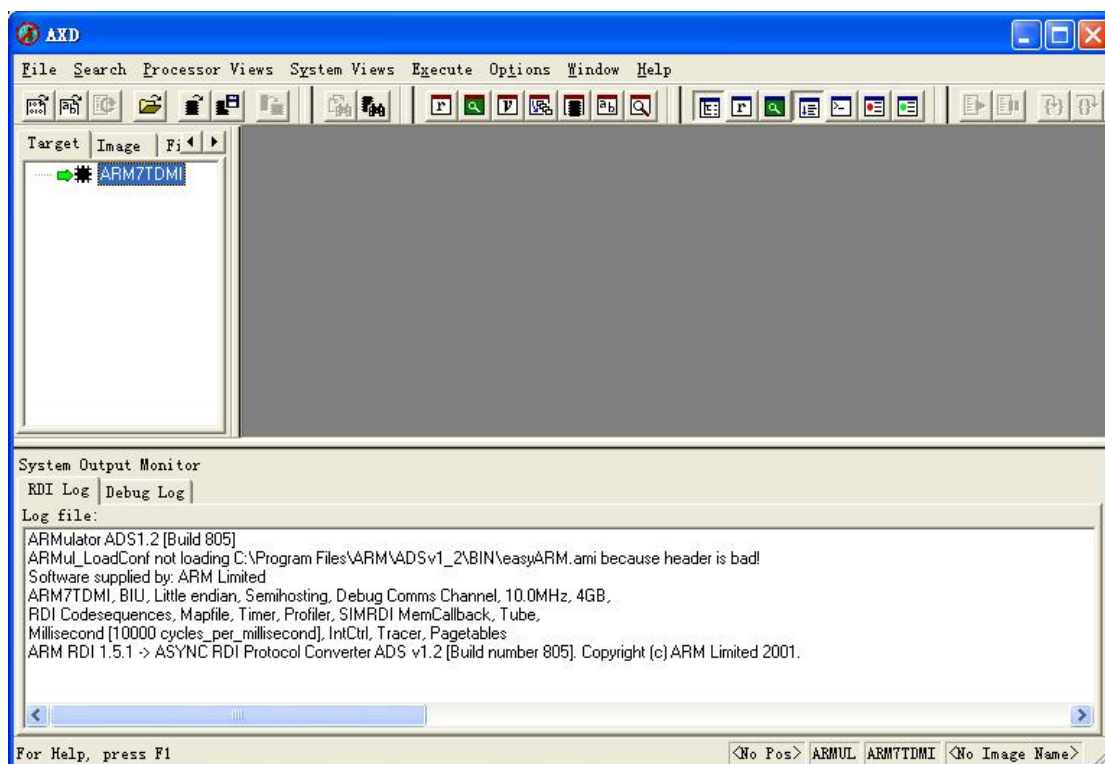 AXD
File Search Processor Views System Views Execute Options Window Help
Target Image Fi
ARM7TDMI
System Output Monitor
RDI Log Debug Log
Log file:
ARMulator ADS1.2 [Build 805]
ARMul_LoadConf not loading C:\Program Files\ARM\ADSv1_2\BIN\easyARM.ami because header is bad!
Software supplied by: ARM Limited
ARM7TDMI, BIU, Little endian, Semihosting, Debug Comms Channel, 10.0MHz, 4GB,
RDI Codesequences, Mapfile, Timer, Profiler, SIMRDI MemCallback, Tube,
Millisecond [10000 cycles_per_millisecond], IntCtrl, Tracer, Pagetables
ARM RDI 1.5.1 -> ASYNC RDI Protocol Converter ADS v1.2 [Build number 805]. Copyright (c) ARM Limited 2001.
For Help, press F1 <No Pos> ARMUL ARM7TDMI <No Image Name>